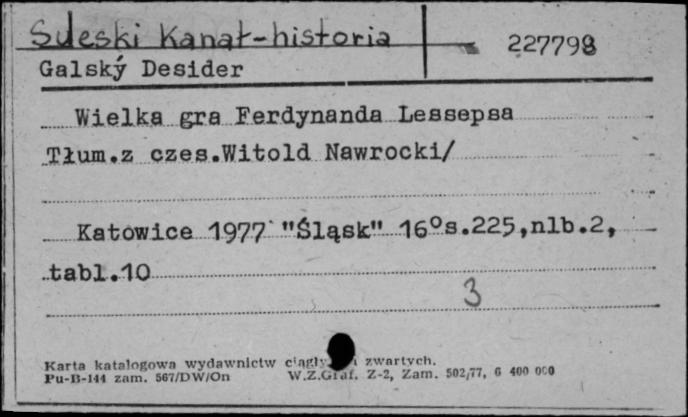 Sueski Kanał-historia 227798
Galský Desider
Wielka gra Ferdynanda Lessepsa
Tłum.z czes.Witold Nawrocki/
Katowice 1977 "Śląsk" 16°s.225,nlb.2,
tabl.10
3
Karta katalogowa wydawnictw i zwartych.
Pu-B-144 zam. 567/DW/On W.Z.Graf. Z-2, Zam. 502/77, 6 400 000